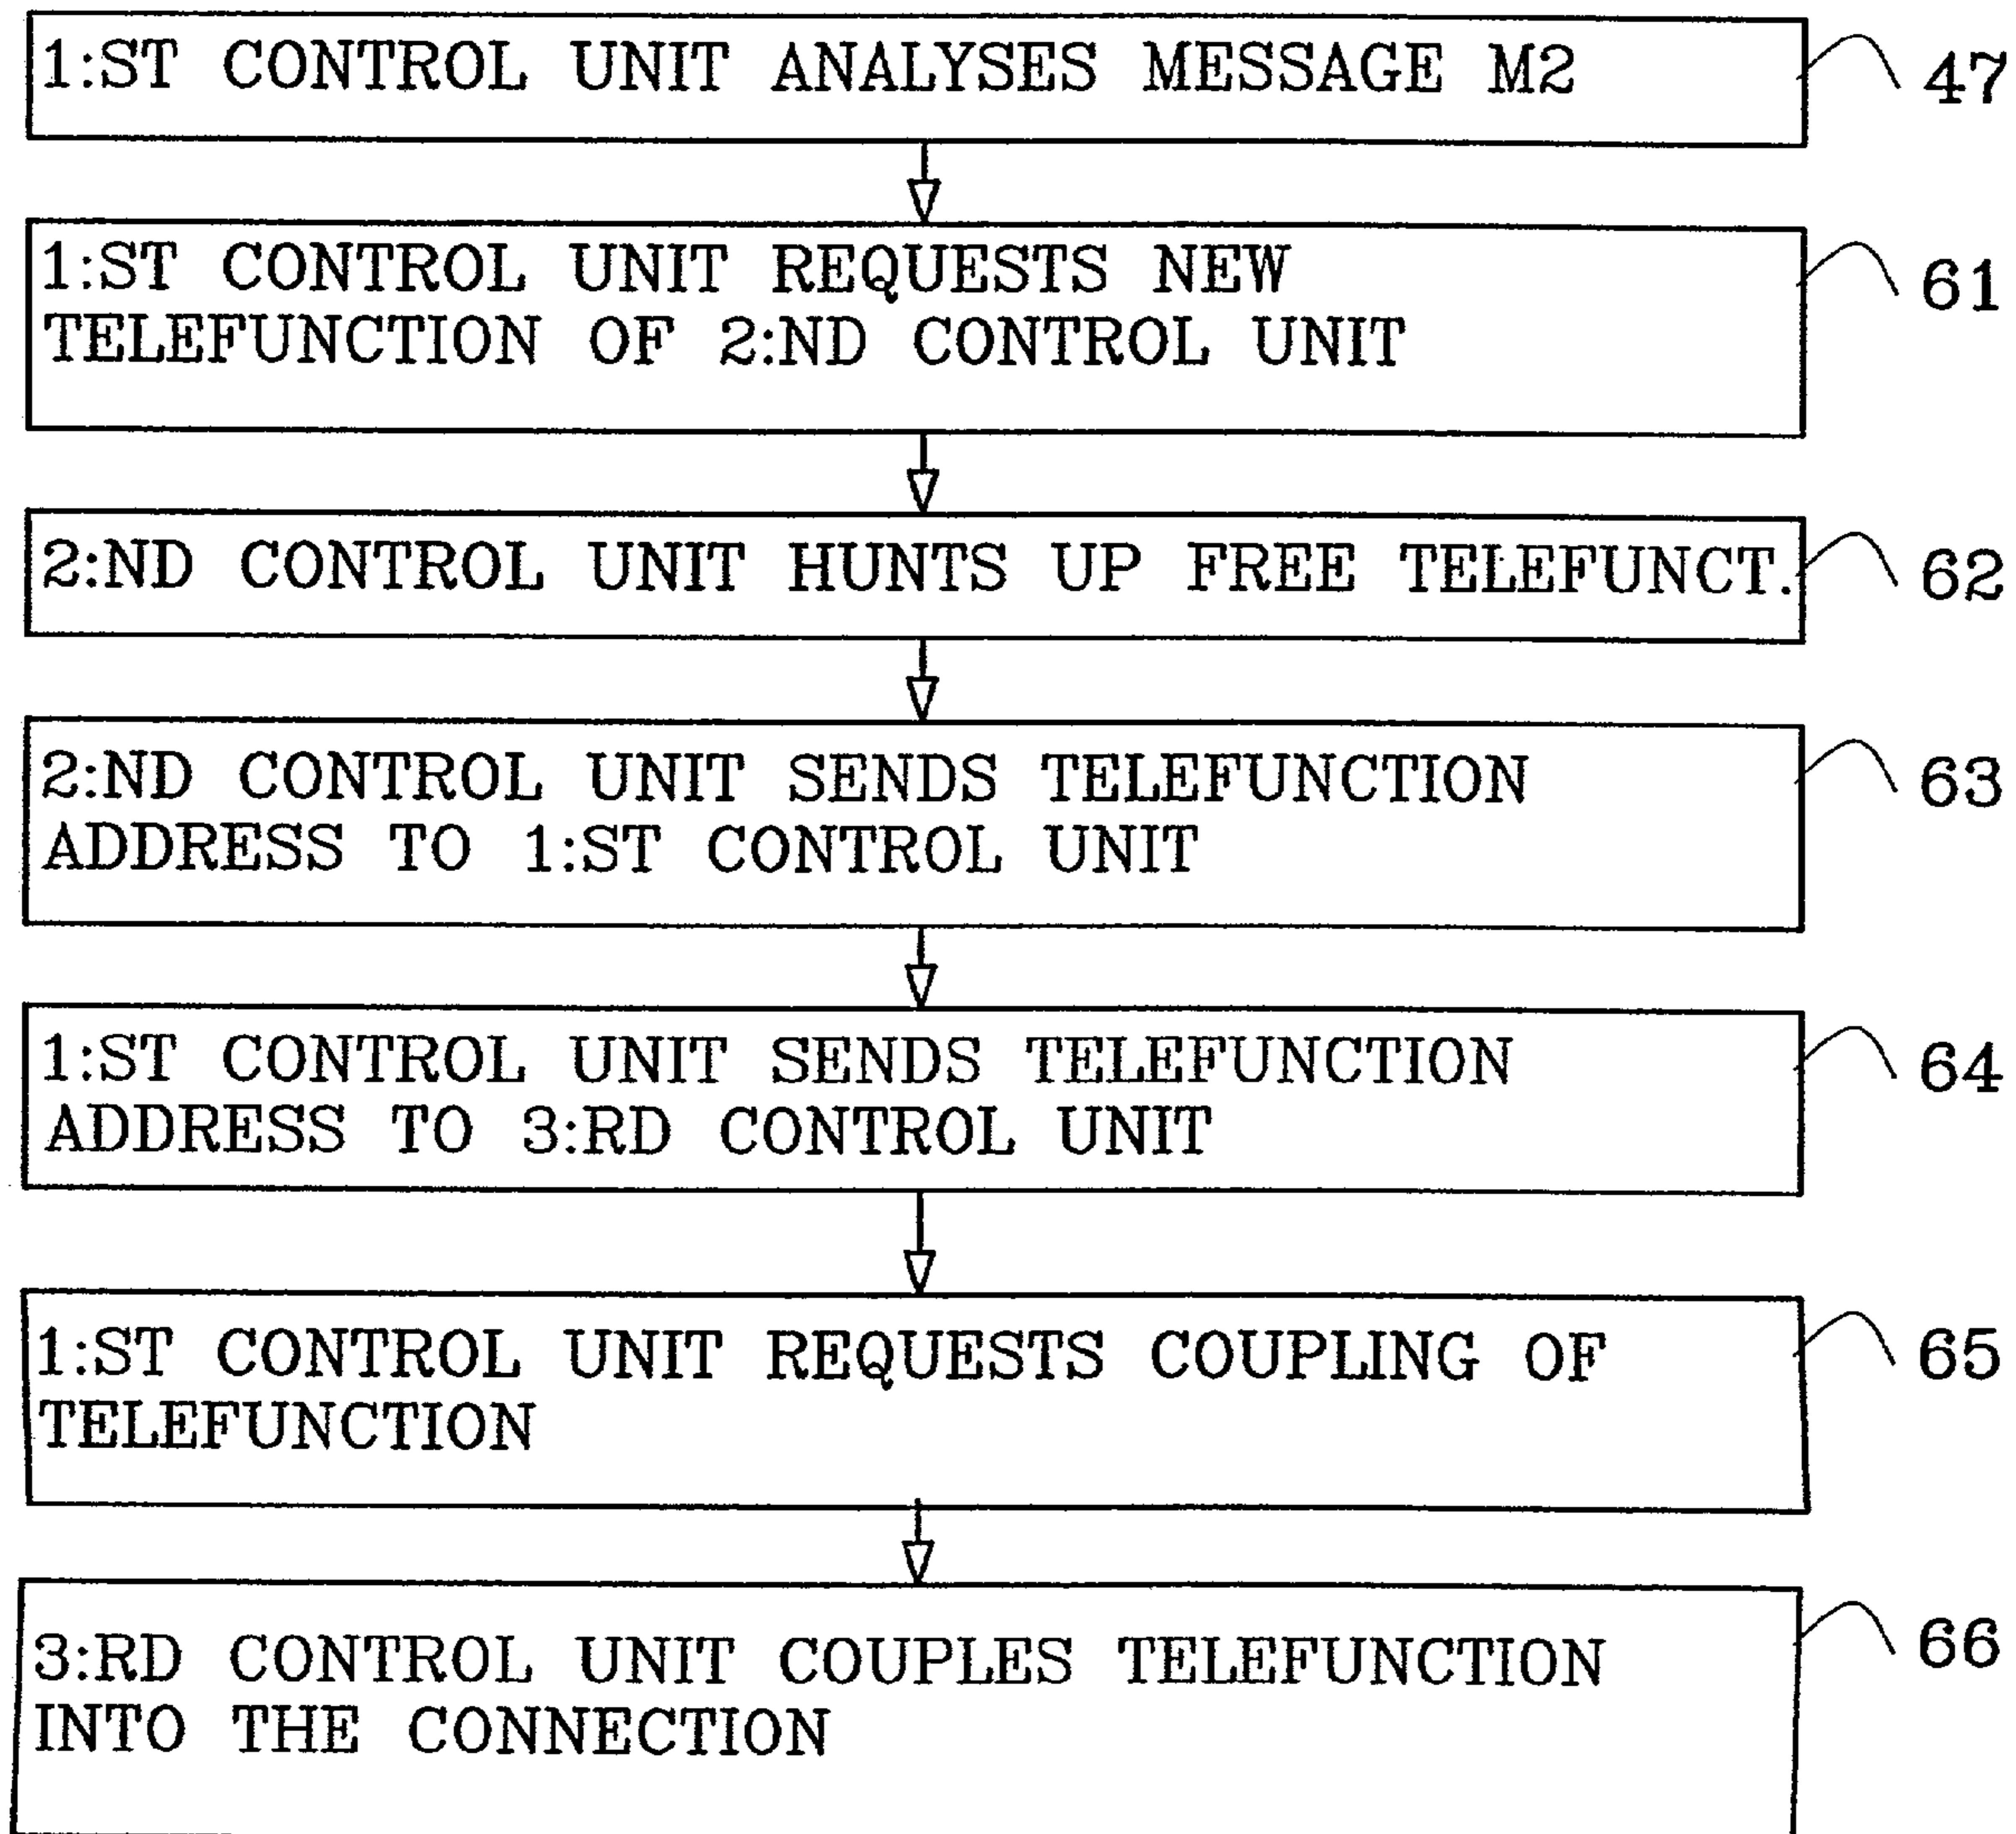 1:ST CONTROL UNIT ANALYSES MESSAGE M2
47
1:ST CONTROL UNIT REQUESTS NEW
TELEFUNCTION OF 2:ND CONTROL UNIT
61
2:ND CONTROL UNIT HUNTS UP FREE TELEFUNCT.
62
2:ND CONTROL UNIT SENDS TELEFUNCTION
ADDRESS TO 1:ST CONTROL UNIT
63
1:ST CONTROL UNIT SENDS TELEFUNCTION
ADDRESS TO 3:RD CONTROL UNIT
64
1:ST CONTROL UNIT REQUESTS COUPLING OF
TELEFUNCTION
65
3:RD CONTROL UNIT COUPLES TELEFUNCTION
INTO THE CONNECTION
66